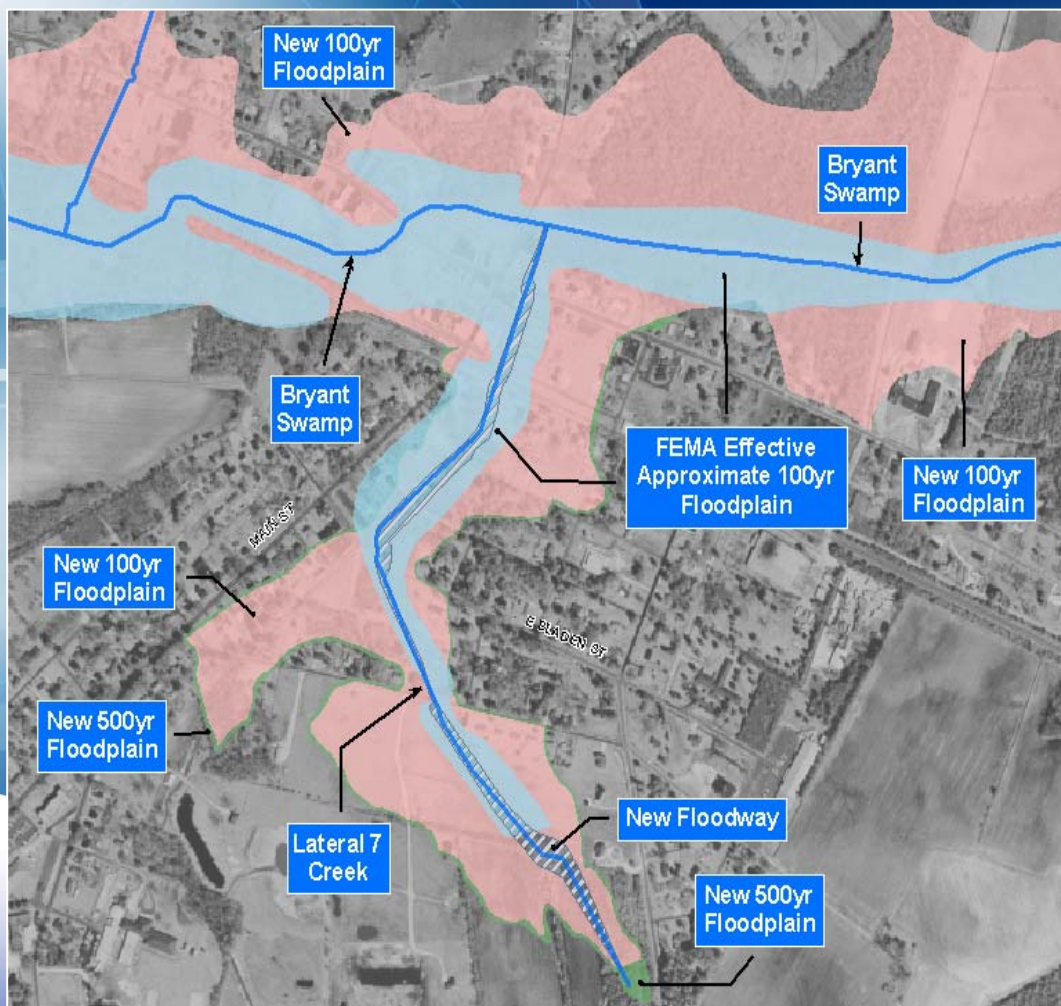 New 100yr
Floodplain
Bryant
Swamp
Bryant
Swamp
FEMA Effective
Approximate 100yr
Floodplain
New 100yr
Floodplain
MAIN ST
New 100yr
Floodplain
E BLADEN ST
New 500yr
Floodplain
Lateral 7
Creek
New Floodway
New 500yr
Floodplain